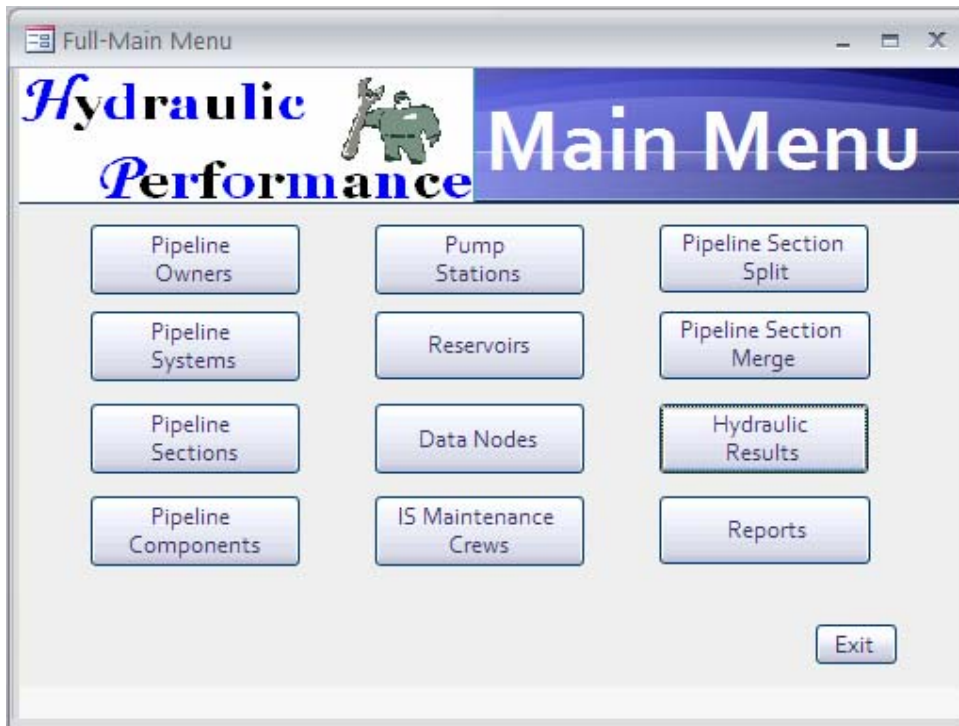 Full-Main Menu
Hydraulic
Performance
Main Menu
Pipeline
Owners
Pump
Stations
Pipeline Section
Split
Pipeline
Systems
Reservoirs
Pipeline Section
Merge
Pipeline
Sections
Data Nodes
Hydraulic
Results
Pipeline
Components
IS Maintenance
Crews
Reports
Exit